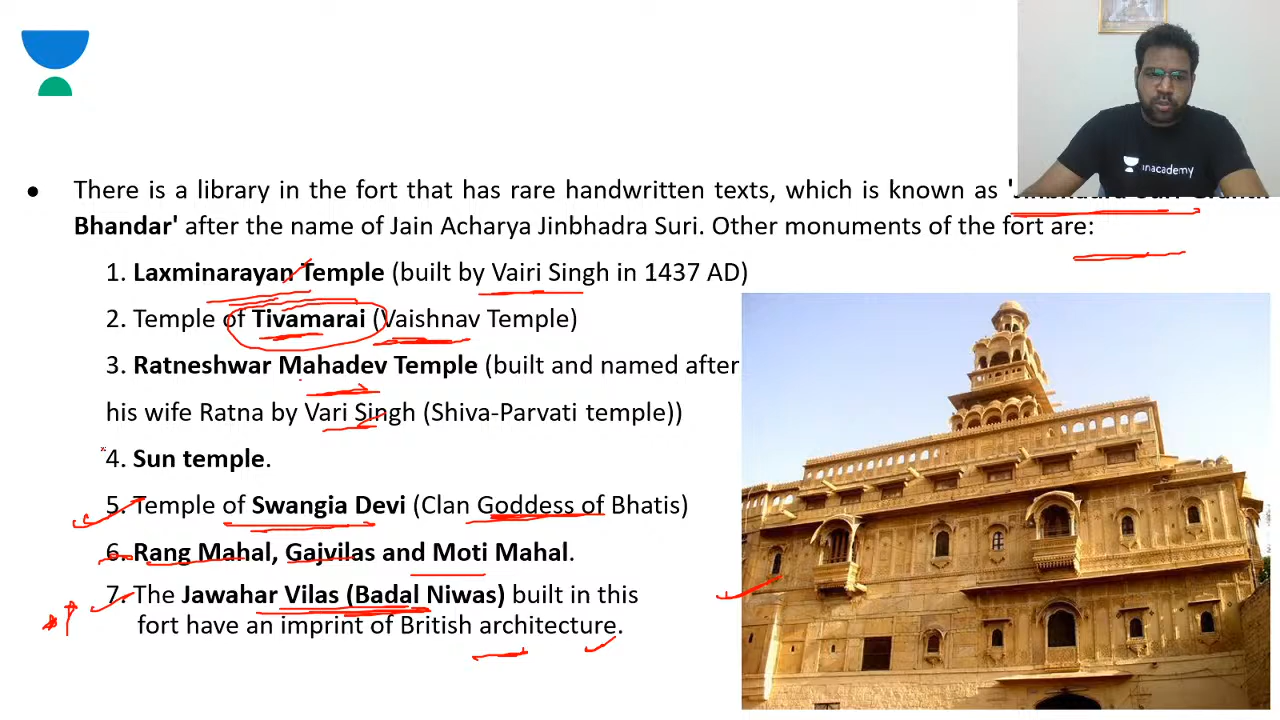 There is a library in the fort that has rare handwritten texts, which is known as '
Bhandar' after the name of Jain Acharya Jinbhadra Suri. Other monuments of the fort are:
1. Laxminarayan Temple (built by Vairi Singh in 1437 AD)
2. Temple of Tivamarai (Vaishnav Temple)
3. Ratneshwar Mahadev Temple (built and named after
his wife Ratna by Vari Singh (Shiva-Parvati temple))
4. Sun temple.
5. Temple of Swangia Devi (Clan Goddess of Bhatis)
6. Rang Mahal, Gajvilas and Moti Mahal.
7. The Jawahar Vilas (Badal Niwas) built in this
fort have an imprint of British architecture.
inacademy